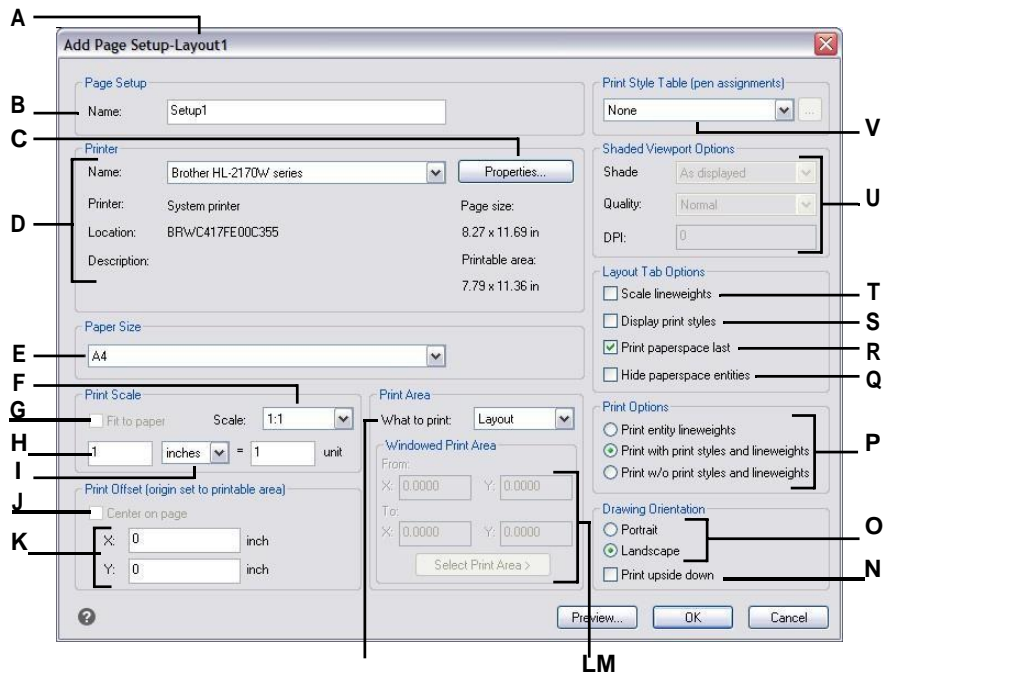 A
Add Page Setup-Layout1
Page Setup
B
Name: Setup1
Print Style Table (pen assignments)
None ...
V
C
Printer
D
Name: Brother HL-2170W series Properties...
Printer: System printer Page size:
Location: BRWC417FE00C355 8.27 x 11.69 in
Description: Printable area:
7.79 x 11.36 in
Shaded Viewport Options
Shade As displayed
Quality: Normal
DPI: 0
U
Layout Tab Options
Scale lineweights T
Display print styles S
Print paperspace last R
Hide paperspace entities Q
Paper Size
E
A4
F
Print Scale
G
Fit to paper Scale: 1:1
H
1 inches = 1 unit
I
Print Offset (origin set to printable area)
J
Center on page
K
X: 0 inch
Y: 0 inch
Print Area
What to print: Layout
Windowed Print Area
From:
X: 0.0000 Y: 0.0000
To:
X: 0.0000 Y: 0.0000
Select Print Area >
Print Options
Print entity lineweights
Print with print styles and lineweights
Print w/o print styles and lineweights
P
Drawing Orientation
Portrait
Landscape
O
Print upside down N
? Preview... OK Cancel
LM